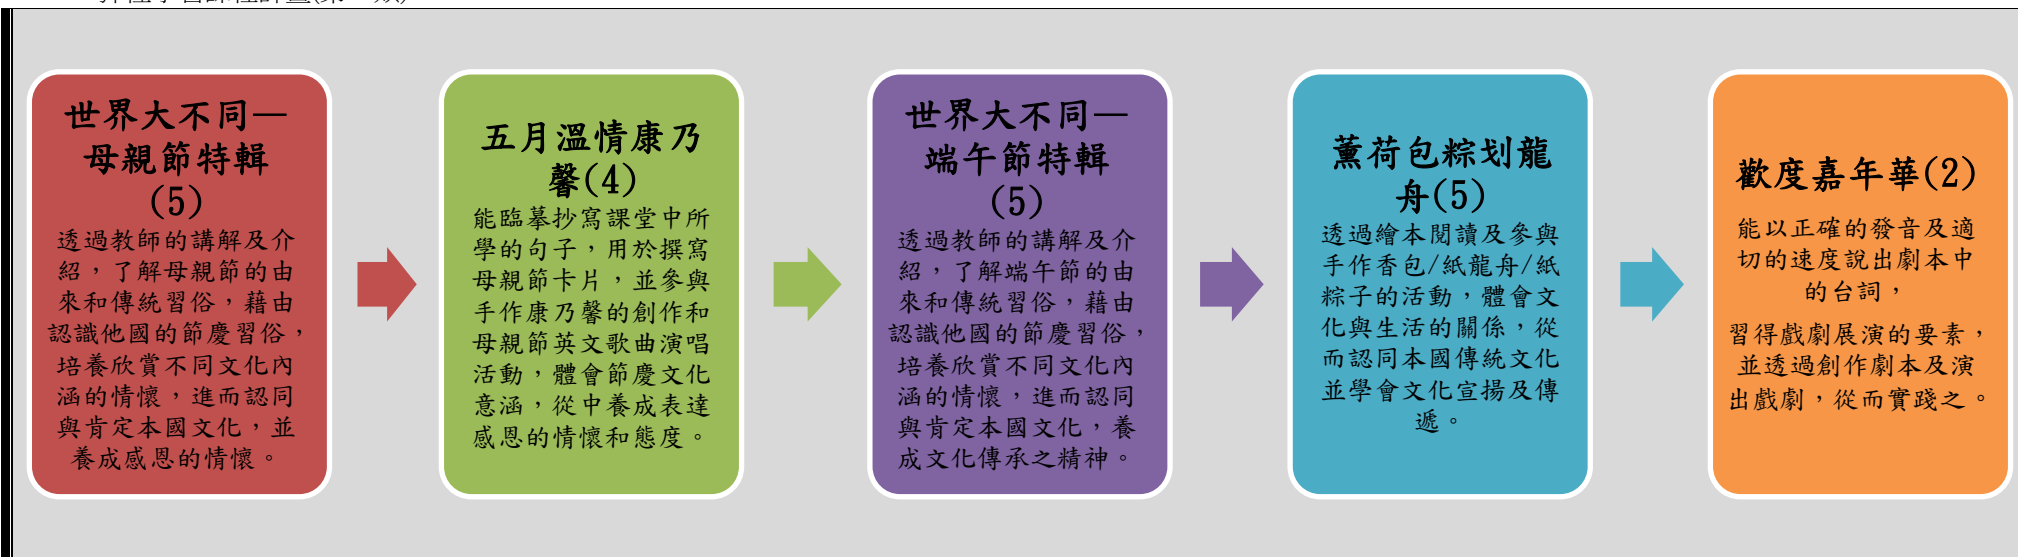 世界大不同—
母親節特輯
(5)
透過教師的講解及介
紹，了解母親節的由
來和傳統習俗，藉由
認識他國的節慶習俗，
培養欣賞不同文化內
涵的情懷，進而認同
與肯定本國文化，並
養成感恩的情懷。
五月溫情康乃
馨(4)
能臨摹抄寫課堂中所
學的句子，用於撰寫
母親節卡片，並參與
手作康乃馨的創作和
母親節英文歌曲演唱
活動，體會節慶文化
意涵，從中養成表達
感恩的情懷和態度。
世界大不同—
端午節特輯
(5)
透過教師的講解及介
紹，了解端午節的由
來和傳統習俗，藉由
認識他國的節慶習俗，
培養欣賞不同文化內
涵的情懷，進而認同
與肯定本國文化，養
成文化傳承之精神。
薰荷包粽划龍
舟(5)
透過繪本閱讀及參與
手作香包/紙龍舟/紙
粽子的活動，體會文
化與生活的關係，從
而認同本國傳統文化
並學會文化宣揚及傳
遞。
歡度嘉年華(2)
能以正確的發音及適
切的速度說出劇本中
的台詞，
習得戲劇展演的要素，
並透過創作劇本及演
出戲劇，從而實踐之。